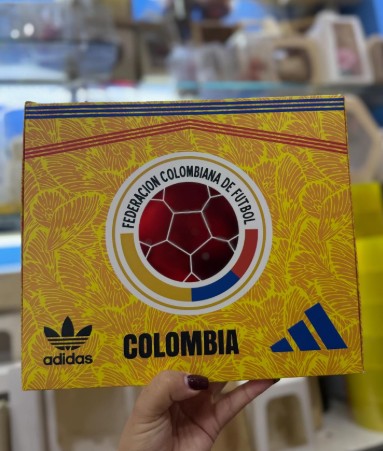 FEDERACION COLOMBIANA DE FUTBOL
adidas
COLOMBIA